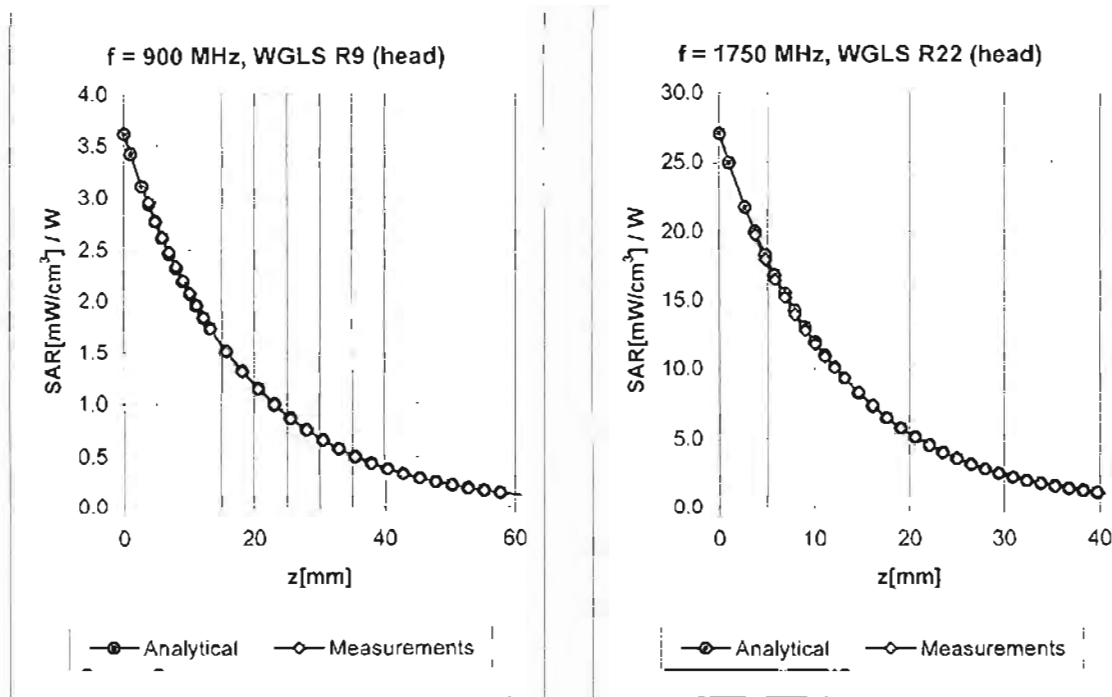 f = 900 MHz, WGLS R9 (head)
4.0
3.5
3.0
2.5
2.0
1.5
1.0
0.5
0.0
SAR[mW/cm³] / W
0 20 40 60
z[mm]
Analytical Measurements
f = 1750 MHz, WGLS R22 (head)
30.0
25.0
20.0
15.0
10.0
5.0
0.0
SAR[mW/cm³] / W
0 10 20 30 40
z[mm]
Analytical Measurements